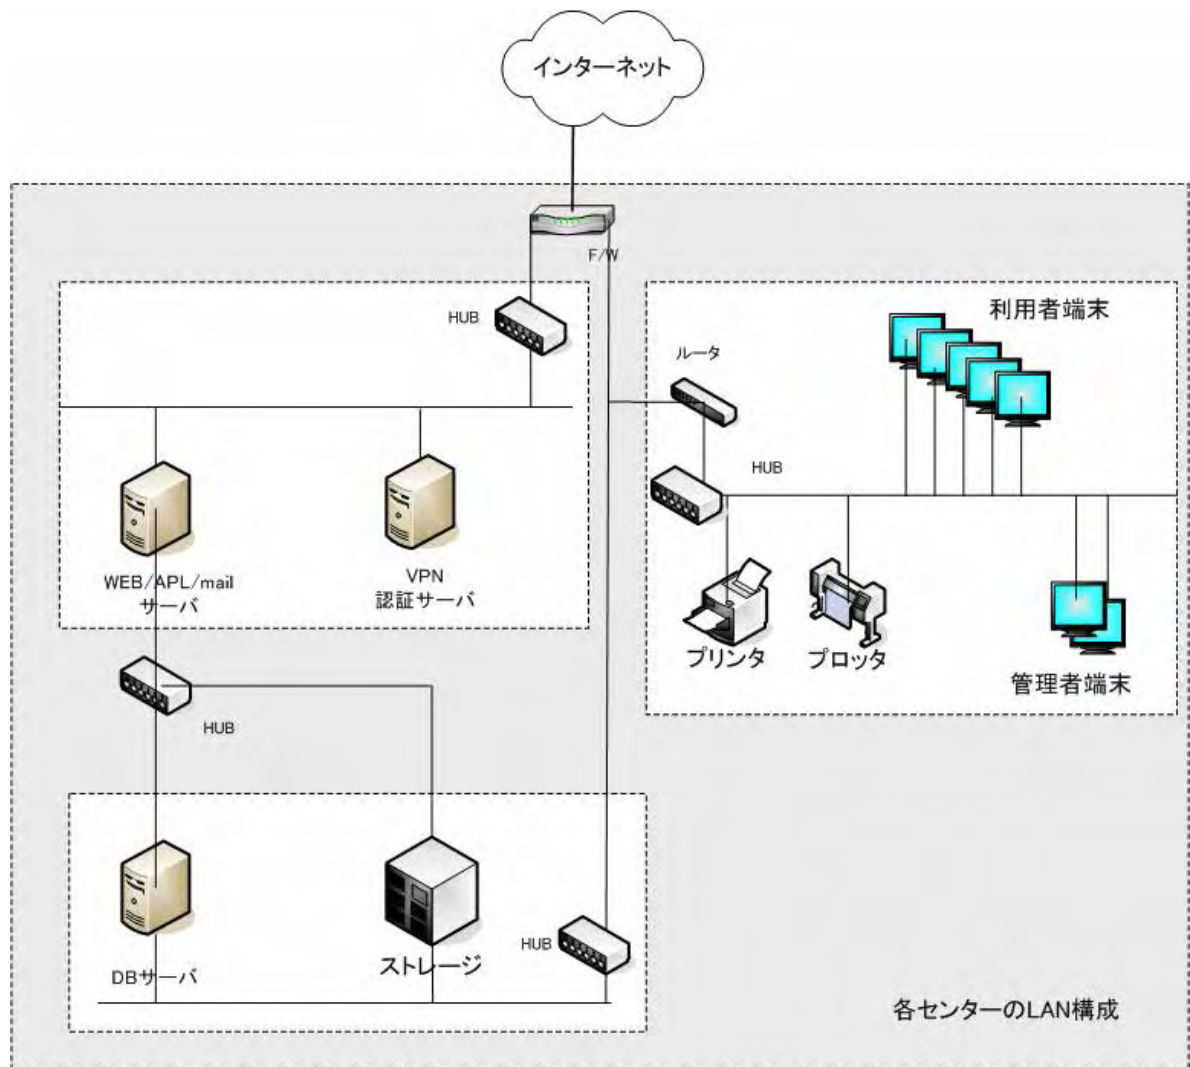 インターネット
F/W
HUB
利用者端末
ルータ
HUB
WEB/APL/mail
サーバ
VPN
認証サーバ
プリンタ
プロッタ
管理者端末
HUB
DBサーバ
ストレージ
HUB
各センターのLAN構成